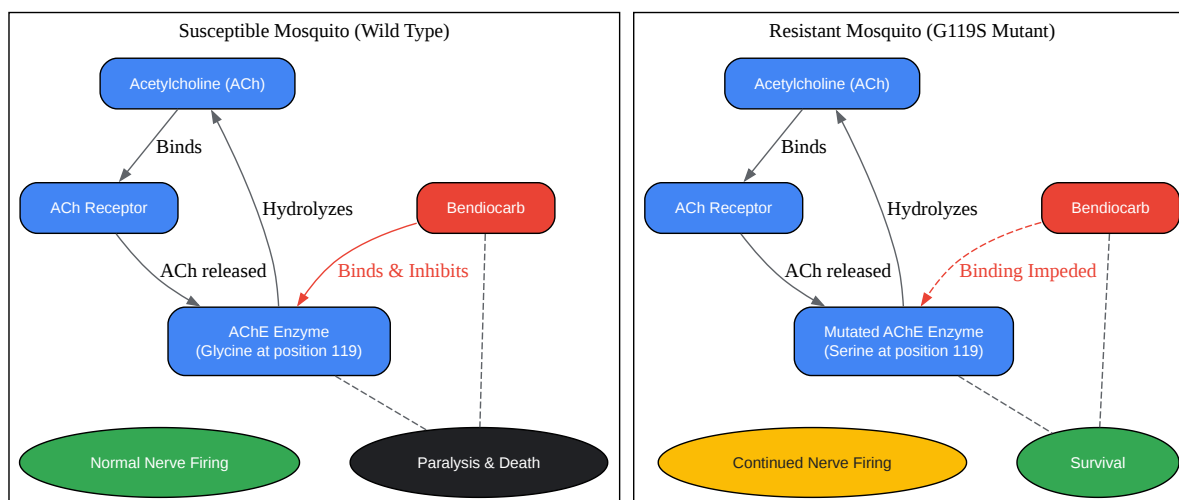 Susceptible Mosquito (Wild Type)
Acetylcholine (ACh)
Binds
ACh Receptor
Hydrolyzes
Bendiocarb
ACh released
Binds & Inhibits
AChE Enzyme
(Glycine at position 119)
Normal Nerve Firing
Paralysis & Death
Resistant Mosquito (G119S Mutant)
Acetylcholine (ACh)
Binds
ACh Receptor
Hydrolyzes
Bendiocarb
ACh released
Binding Impeded
Mutated AChE Enzyme
(Serine at position 119)
Continued Nerve Firing
Survival